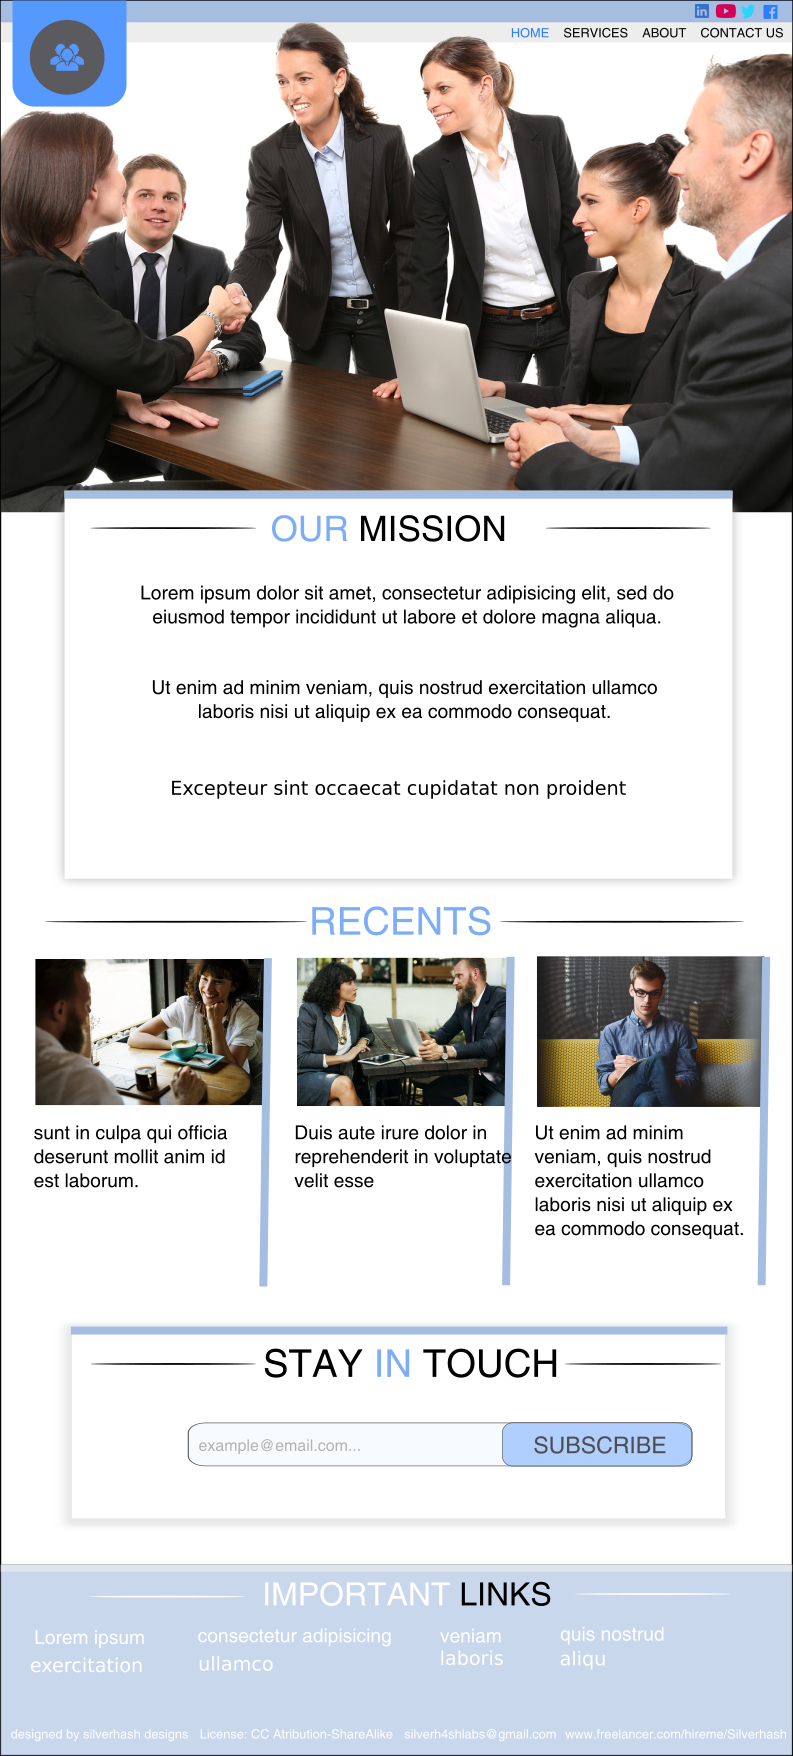 HOME SERVICES ABOUT CONTACT US
OUR MISSION
Lorem ipsum dolor sit amet, consectetur adipisicing elit, sed do
eiusmod tempor incididunt ut labore et dolore magna aliqua.
Ut enim ad minim veniam, quis nostrud exercitation ullamco
laboris nisi ut aliquip ex ea commodo consequat.
Excepteur sint occaecat cupidatat non proident
RECENTS
sunt in culpa qui officia
deserunt mollit anim id
est laborum.
Duis aute irure dolor in
reprehenderit in voluptate
velit esse
Ut enim ad minim
veniam, quis nostrud
exercitation ullamco
laboris nisi ut aliquip ex
ea commodo consequat.
STAY IN TOUCH
example@email.com...
SUBSCRIBE
IMPORTANT LINKS
Lorem ipsum
exercitation
consectetur adipisicing
ullamco
veniam
laboris
quis nostrud
aliqu
designed by silverhash designs License: CC Atribution-ShareAlike silverh4shlabs@gmail.com www.freelancer.com/hireme/Silverhash